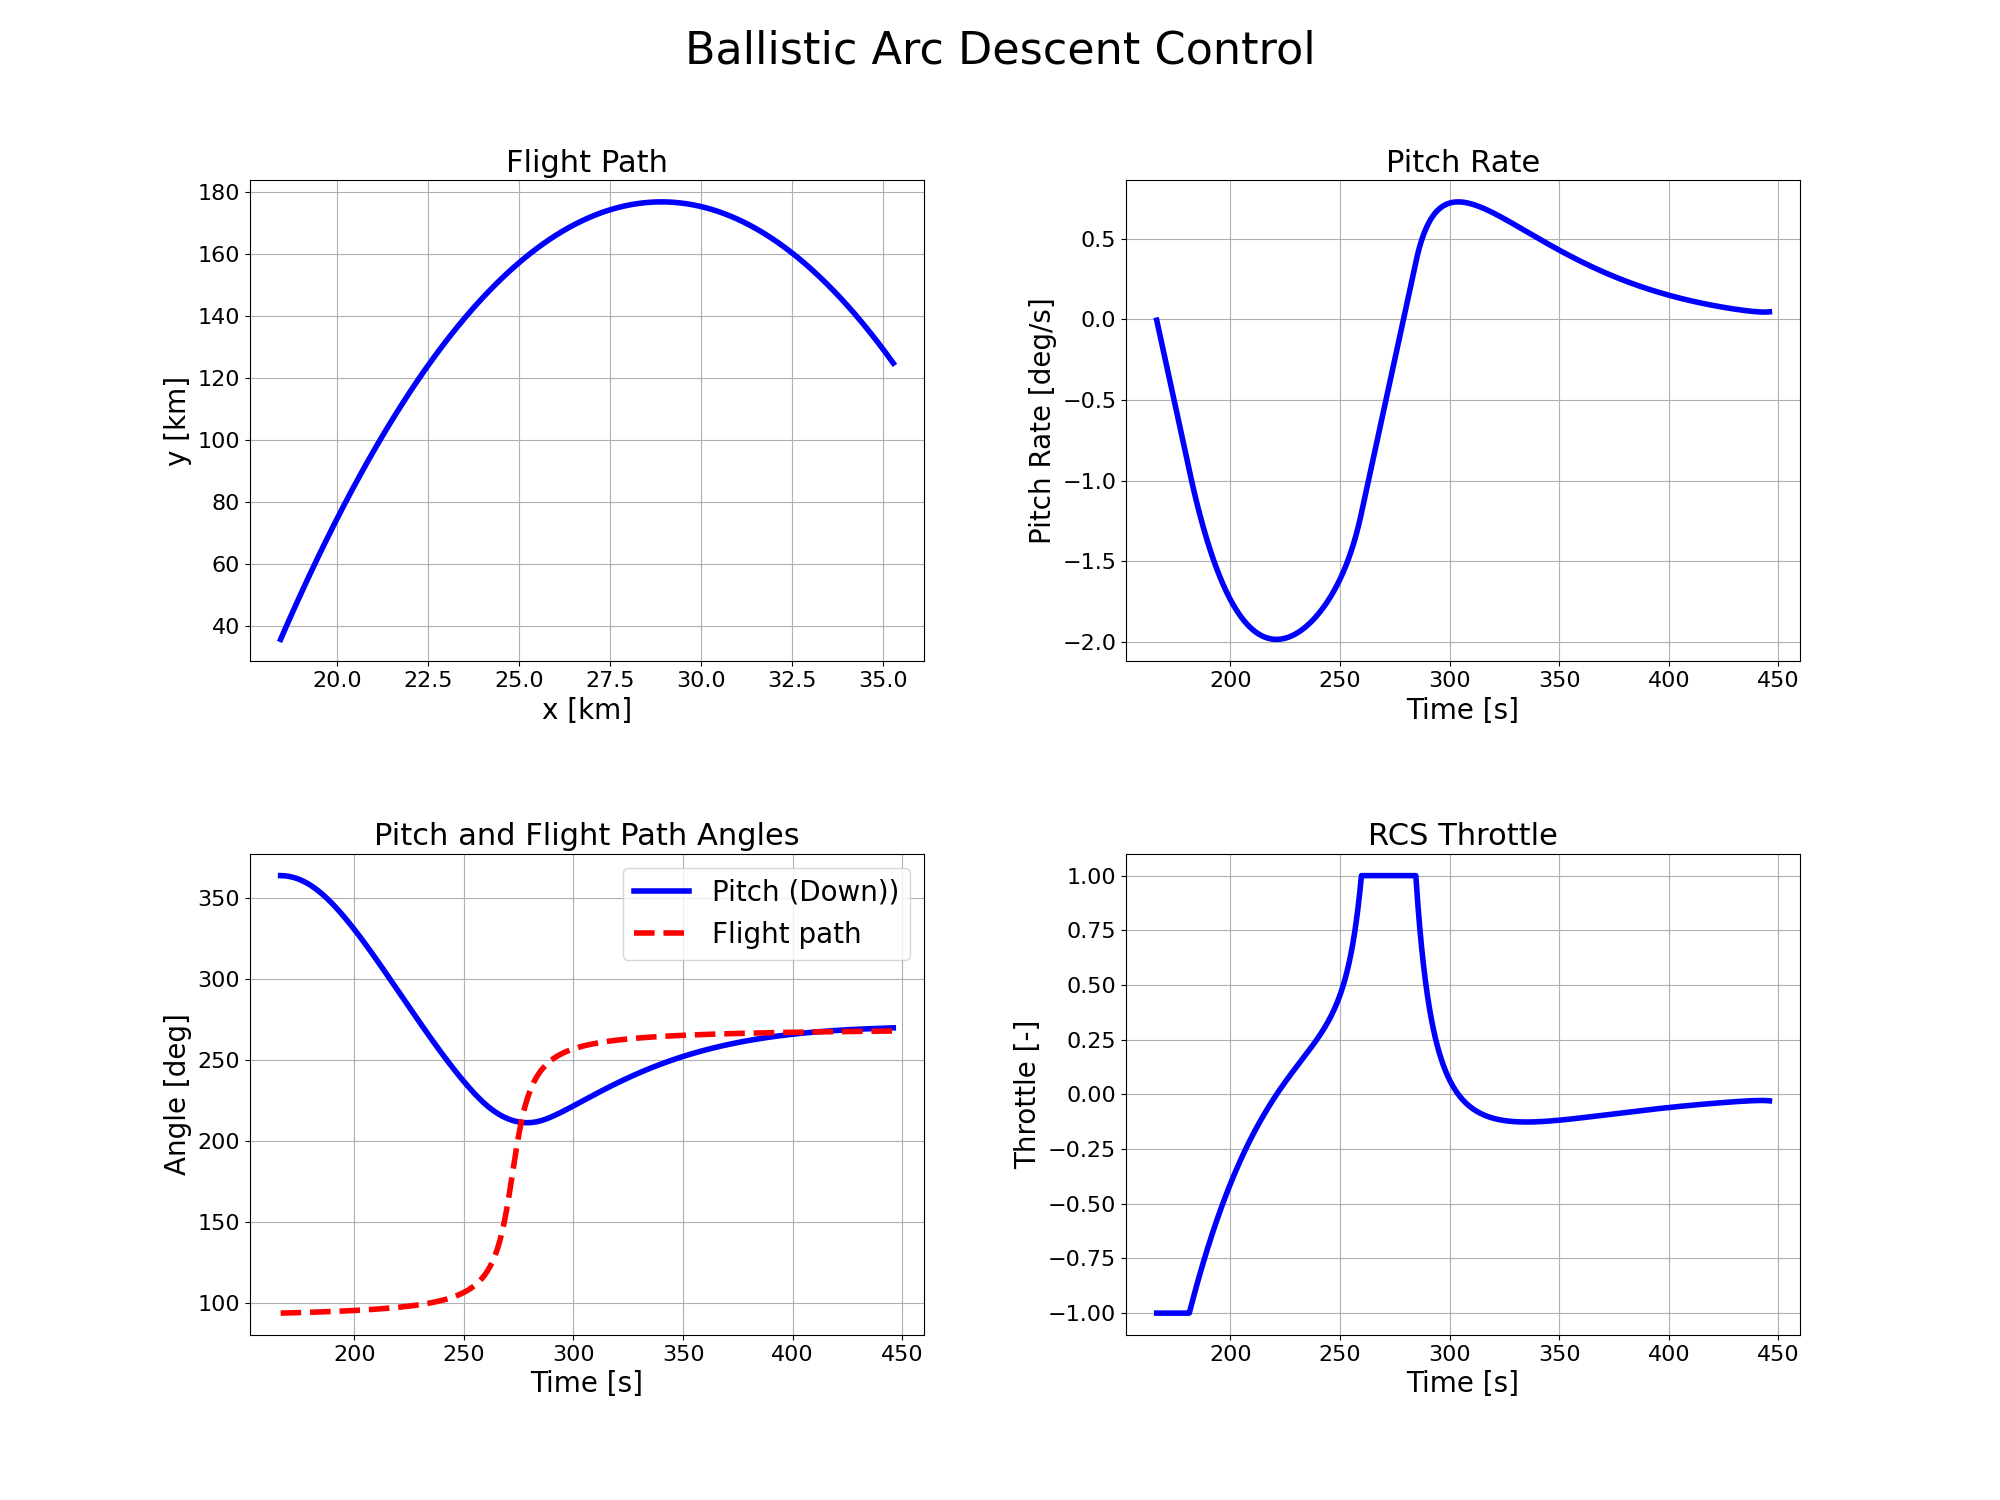 Ballistic Arc Descent Control
Flight Path
180
160
140
120
100
80
60
40
y [km]
20.0 22.5 25.0 27.5 30.0 32.5 35.0
x [km]
Pitch Rate
0.5
0.0
−0.5
−1.0
−1.5
−2.0
Pitch Rate [deg/s]
200 250 300 350 400 450
Time [s]
Pitch and Flight Path Angles
350
300
250
200
150
100
Angle [deg]
Pitch (Down))
Flight path
200 250 300 350 400 450
Time [s]
RCS Throttle
1.00
0.75
0.50
0.25
0.00
−0.25
−0.50
−0.75
−1.00
Throttle [-]
200 250 300 350 400 450
Time [s]